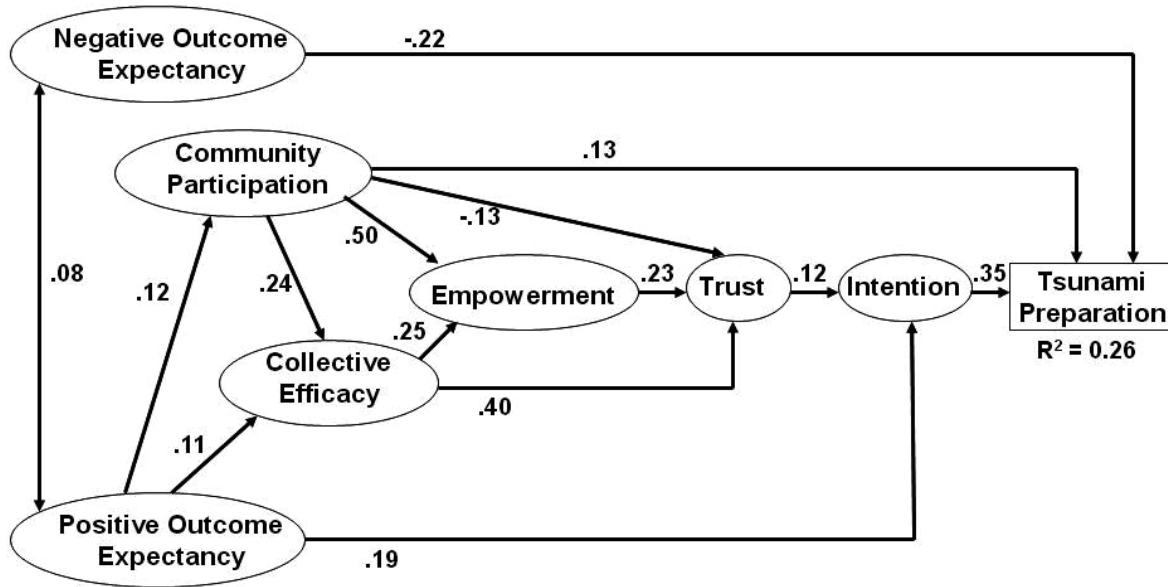 Negative Outcome
Expectancy
-.22
Community
Participation
.13
-.13
.50
.08
.12
.24
Empowerment
.23
Trust
.12
Intention
.35
Tsunami
Preparation
R² = 0.26
.25
Collective
Efficacy
.40
.11
Positive Outcome
Expectancy
.19